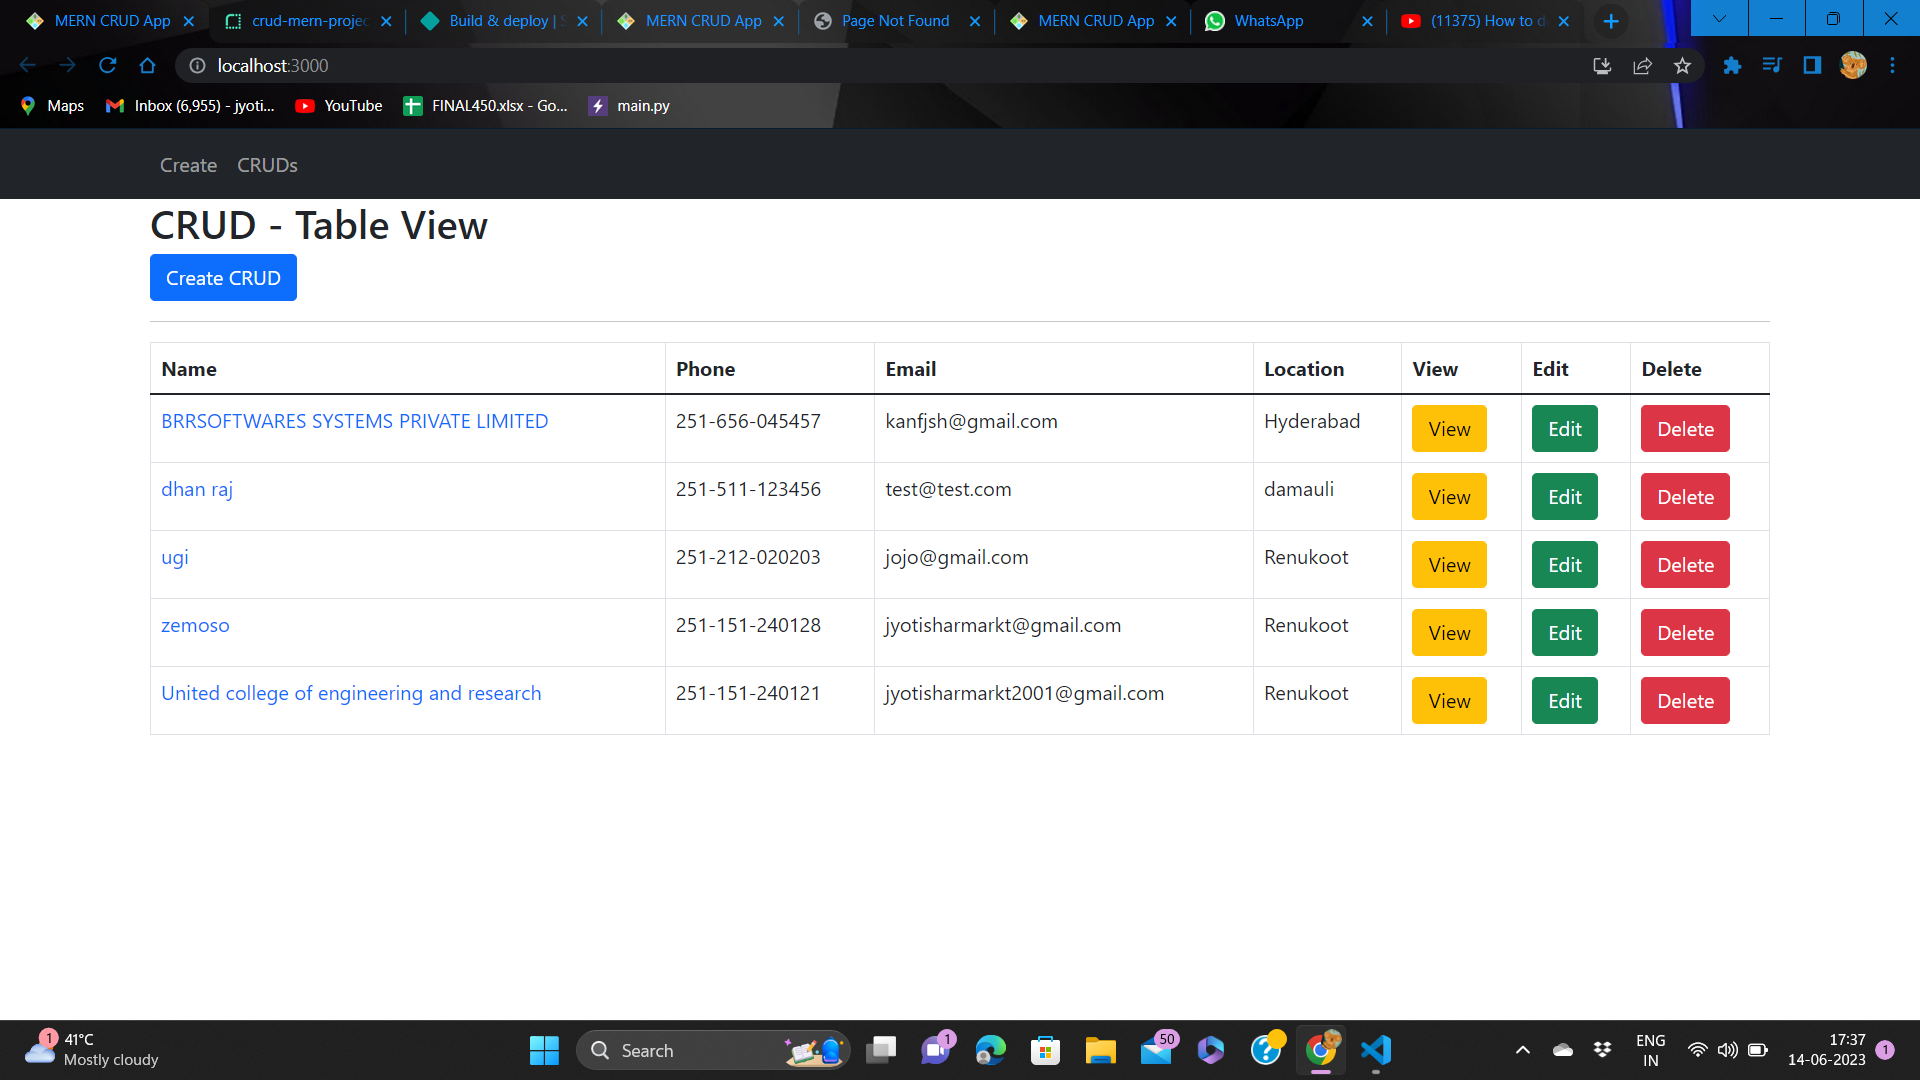 MERN CRUD App crud-mern-projec Build & deploy | S MERN CRUD App Page Not Found MERN CRUD App WhatsApp (11375) How to d
localhost:3000
Maps Inbox (6,955) - jyoti... YouTube FINAL450.xlsx - Go... main.py
Create CRUDs
CRUD - Table View
Create CRUD
Name Phone Email Location View Edit Delete
BRRSOFTWARES SYSTEMS PRIVATE LIMITED 251-656-045457 kanfjsh@gmail.com Hyderabad View Edit Delete
dhan raj 251-511-123456 test@test.com damauli View Edit Delete
ugi 251-212-020203 jojo@gmail.com Renukoot View Edit Delete
zemoso 251-151-240128 jyotisharmarkt@gmail.com Renukoot View Edit Delete
United college of engineering and research 251-151-240121 jyotisharmarkt2001@gmail.com Renukoot View Edit Delete
1 41°C Search 1 50 ENG 17:37
Mostly cloudy IN 14-06-2023 1